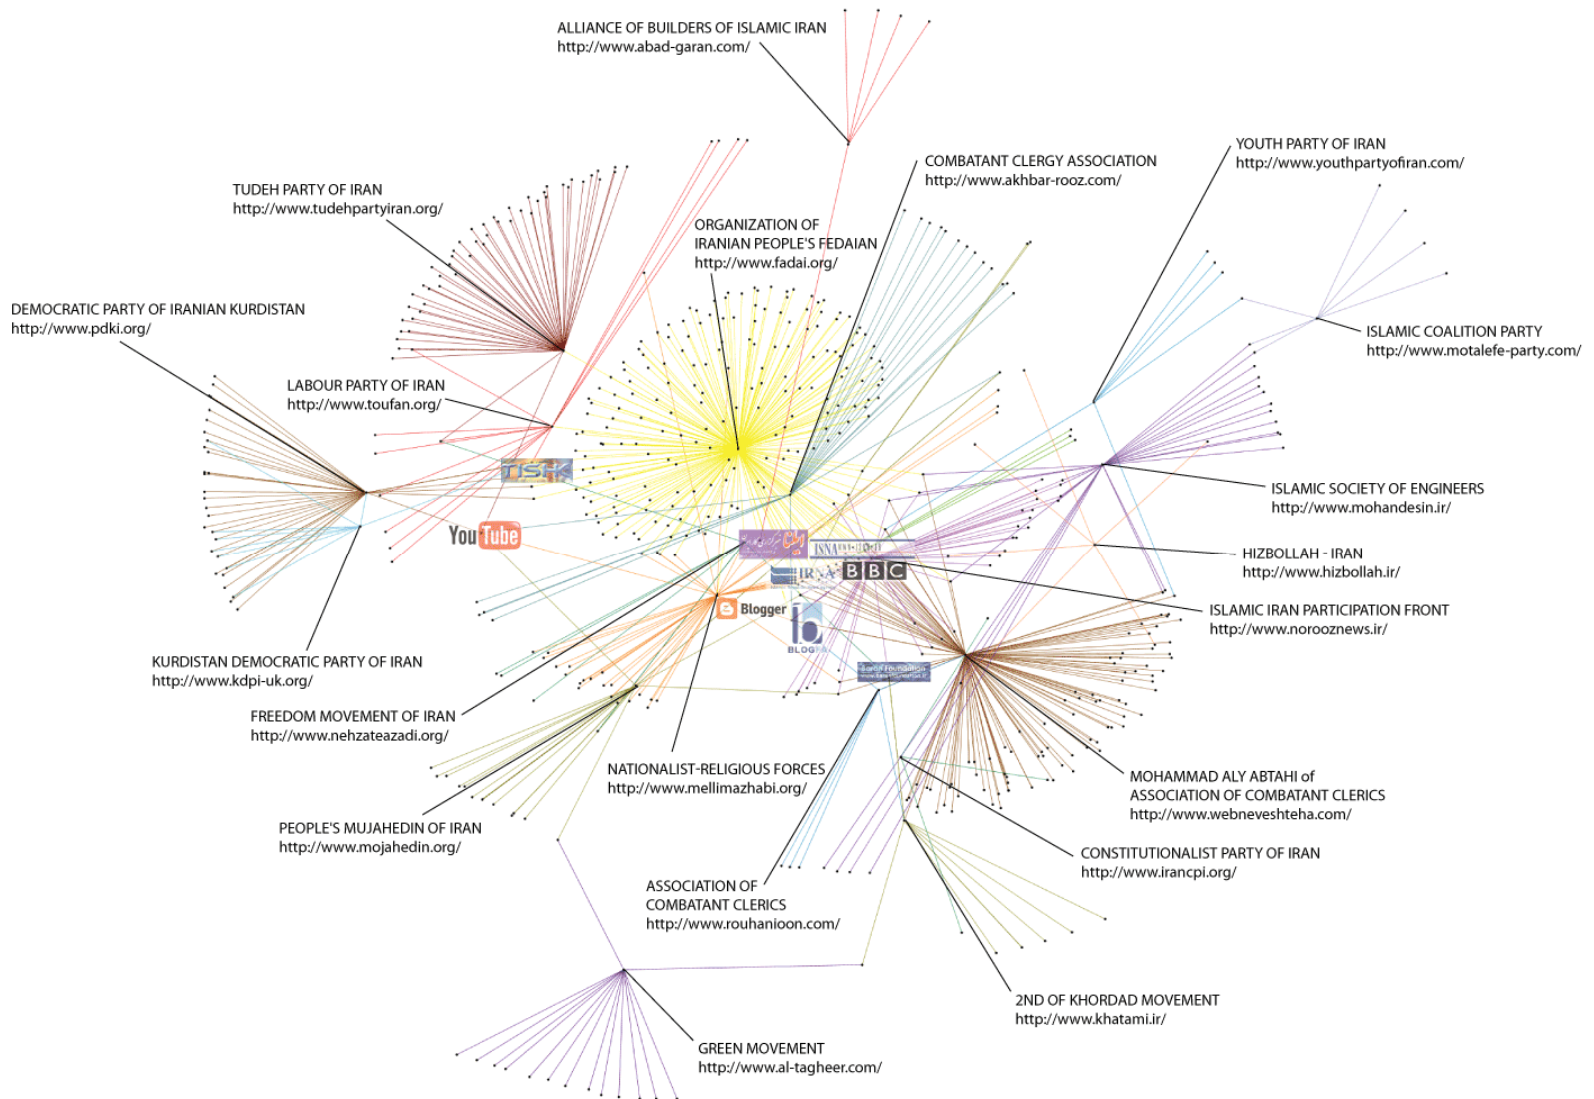 ALLIANCE OF BUILDERS OF ISLAMIC IRAN
http://www.abad-garan.com/
YOUTH PARTY OF IRAN
http://www.youthpartyofiran.com/
COMBATANT CLERGY ASSOCIATION
http://www.akhbar-rooz.com/
TUDEH PARTY OF IRAN
http://www.tudehpartyiran.org/
ORGANIZATION OF
IRANIAN PEOPLE'S FEDAIAN
http://www.fadai.org/
DEMOCRATIC PARTY OF IRANIAN KURDISTAN
http://www.pdki.org/
ISLAMIC COALITION PARTY
http://www.motalefe-party.com/
LABOUR PARTY OF IRAN
http://www.toufan.org/
TISHK
ISLAMIC SOCIETY OF ENGINEERS
http://www.mohandesin.ir/
YouTube
ISNA
HIZBOLLAH - IRAN
http://www.hizbollah.ir/
IRNA
BBC
Blogger
ISLAMIC IRAN PARTICIPATION FRONT
http://www.norooznews.ir/
BLOGFA
KURDISTAN DEMOCRATIC PARTY OF IRAN
http://www.kdpi-uk.org/
Baran Foundation
FREEDOM MOVEMENT OF IRAN
http://www.nehzateazadi.org/
NATIONALIST-RELIGIOUS FORCES
http://www.mellimazhabi.org/
MOHAMMAD ALY ABTAHI of
ASSOCIATION OF COMBATANT CLERICS
http://www.webneveshteha.com/
PEOPLE'S MUJAHEDIN OF IRAN
http://www.mojahedin.org/
CONSTITUTIONALIST PARTY OF IRAN
http://www.irancpi.org/
ASSOCIATION OF
COMBATANT CLERICS
http://www.rouhanioon.com/
2ND OF KHORDAD MOVEMENT
http://www.khatami.ir/
GREEN MOVEMENT
http://www.al-tagheer.com/